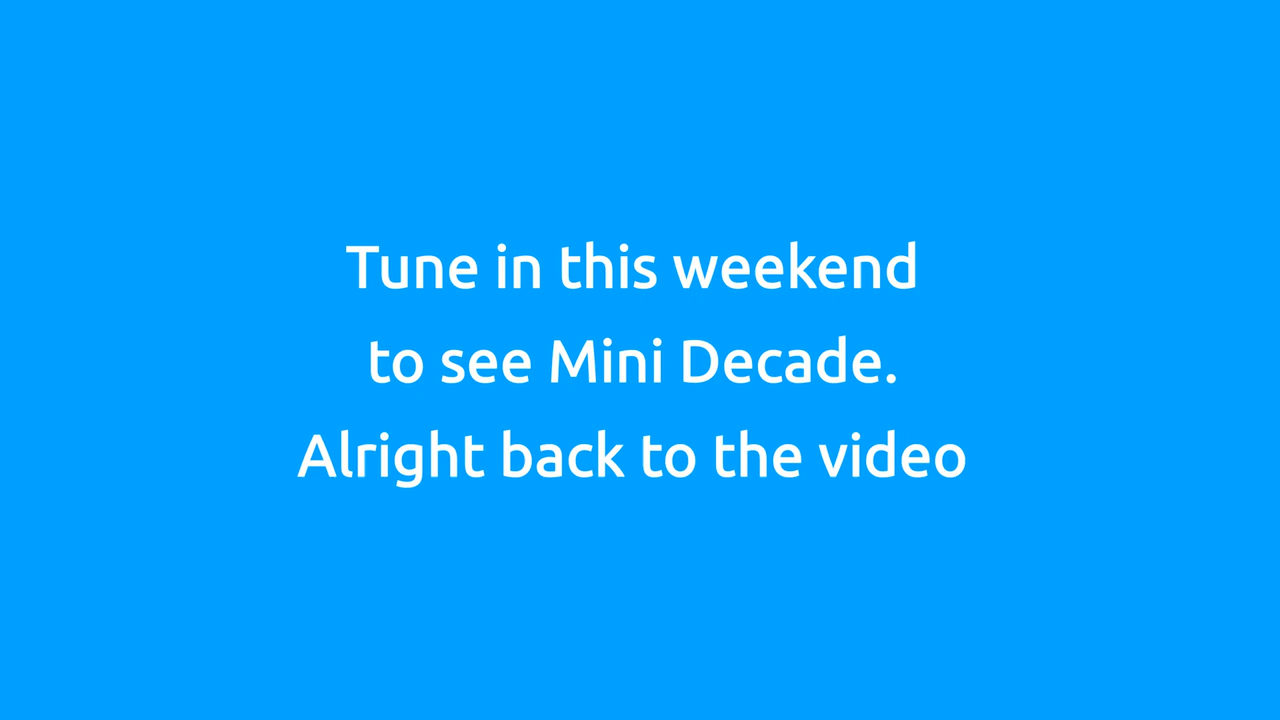 Tune in this weekend
to see Mini Decade.
Alright back to the video